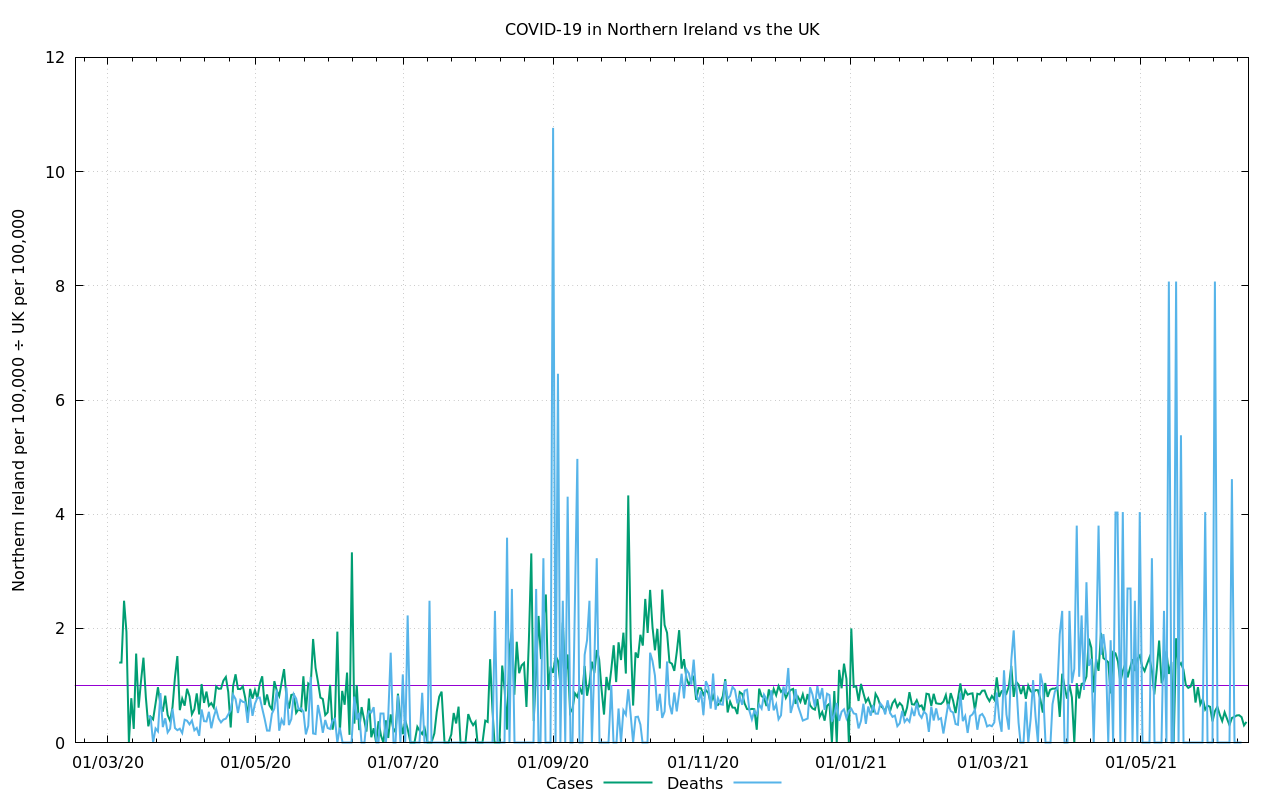 COVID-19 in Northern Ireland vs the UK
Northern Ireland per 100,000 ÷ UK per 100,000
12
10
8
6
4
2
0
01/03/20 01/05/20 01/07/20 01/09/20 01/11/20 01/01/21 01/03/21 01/05/21
Cases Deaths